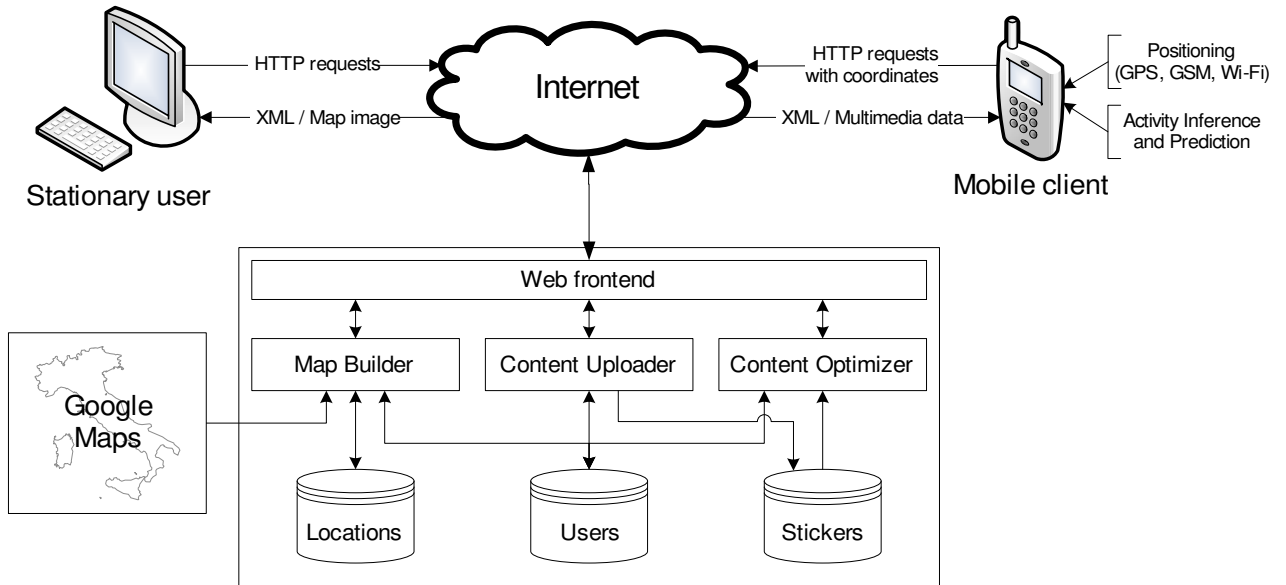 HTTP requests
XML / Map image
Stationary user
Internet
HTTP requests
with coordinates
XML / Multimedia data
Positioning
(GPS, GSM, Wi-Fi)
Activity Inference
and Prediction
Mobile client
Web frontend
Map Builder
Content Uploader
Content Optimizer
Google
Maps
Locations
Users
Stickers